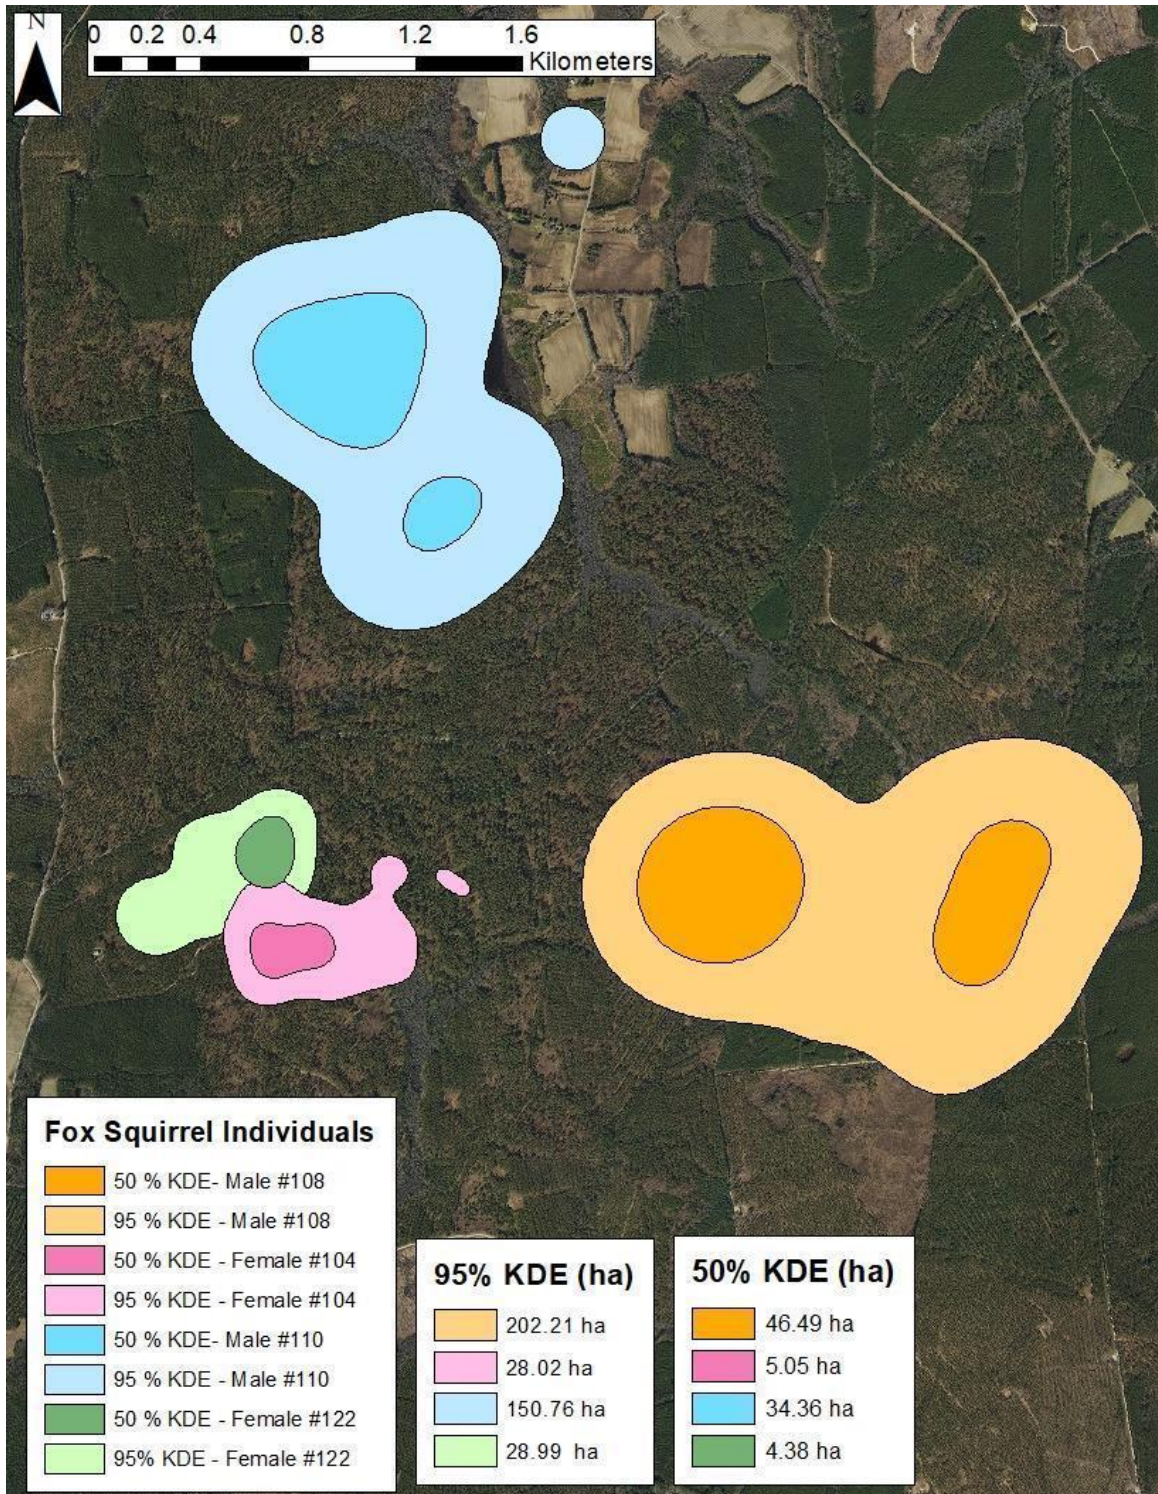 N
0 0.2 0.4 0.8 1.2 1.6
Kilometers
Fox Squirrel Individuals
50 % KDE- Male #108
95 % KDE - Male #108
50 % KDE - Female #104
95 % KDE - Female #104
50 % KDE- Male #110
95 % KDE - Male #110
50 % KDE - Female #122
95% KDE - Female #122
95% KDE (ha)
202.21 ha
28.02 ha
150.76 ha
28.99 ha
50% KDE (ha)
46.49 ha
5.05 ha
34.36 ha
4.38 ha